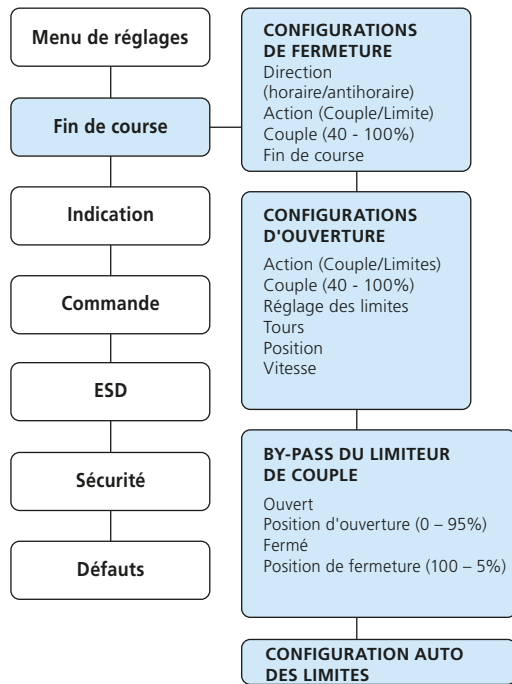 Menu de réglages
Fin de course
Indication
Commande
ESD
Sécurité
Défauts
CONFIGURATIONS
DE FERMETURE
Direction
(horaire/antihoraire)
Action (Couple/Limite)
Couple (40 - 100%)
Fin de course
CONFIGURATIONS
D'OUVERTURE
Action (Couple/Limites)
Couple (40 - 100%)
Réglage des limites
Tours
Position
Vitesse
BY-PASS DU LIMITEUR
DE COUPLE
Ouvert
Position d'ouverture (0 – 95%)
Fermé
Position de fermeture (100 – 5%)
CONFIGURATION AUTO
DES LIMITES